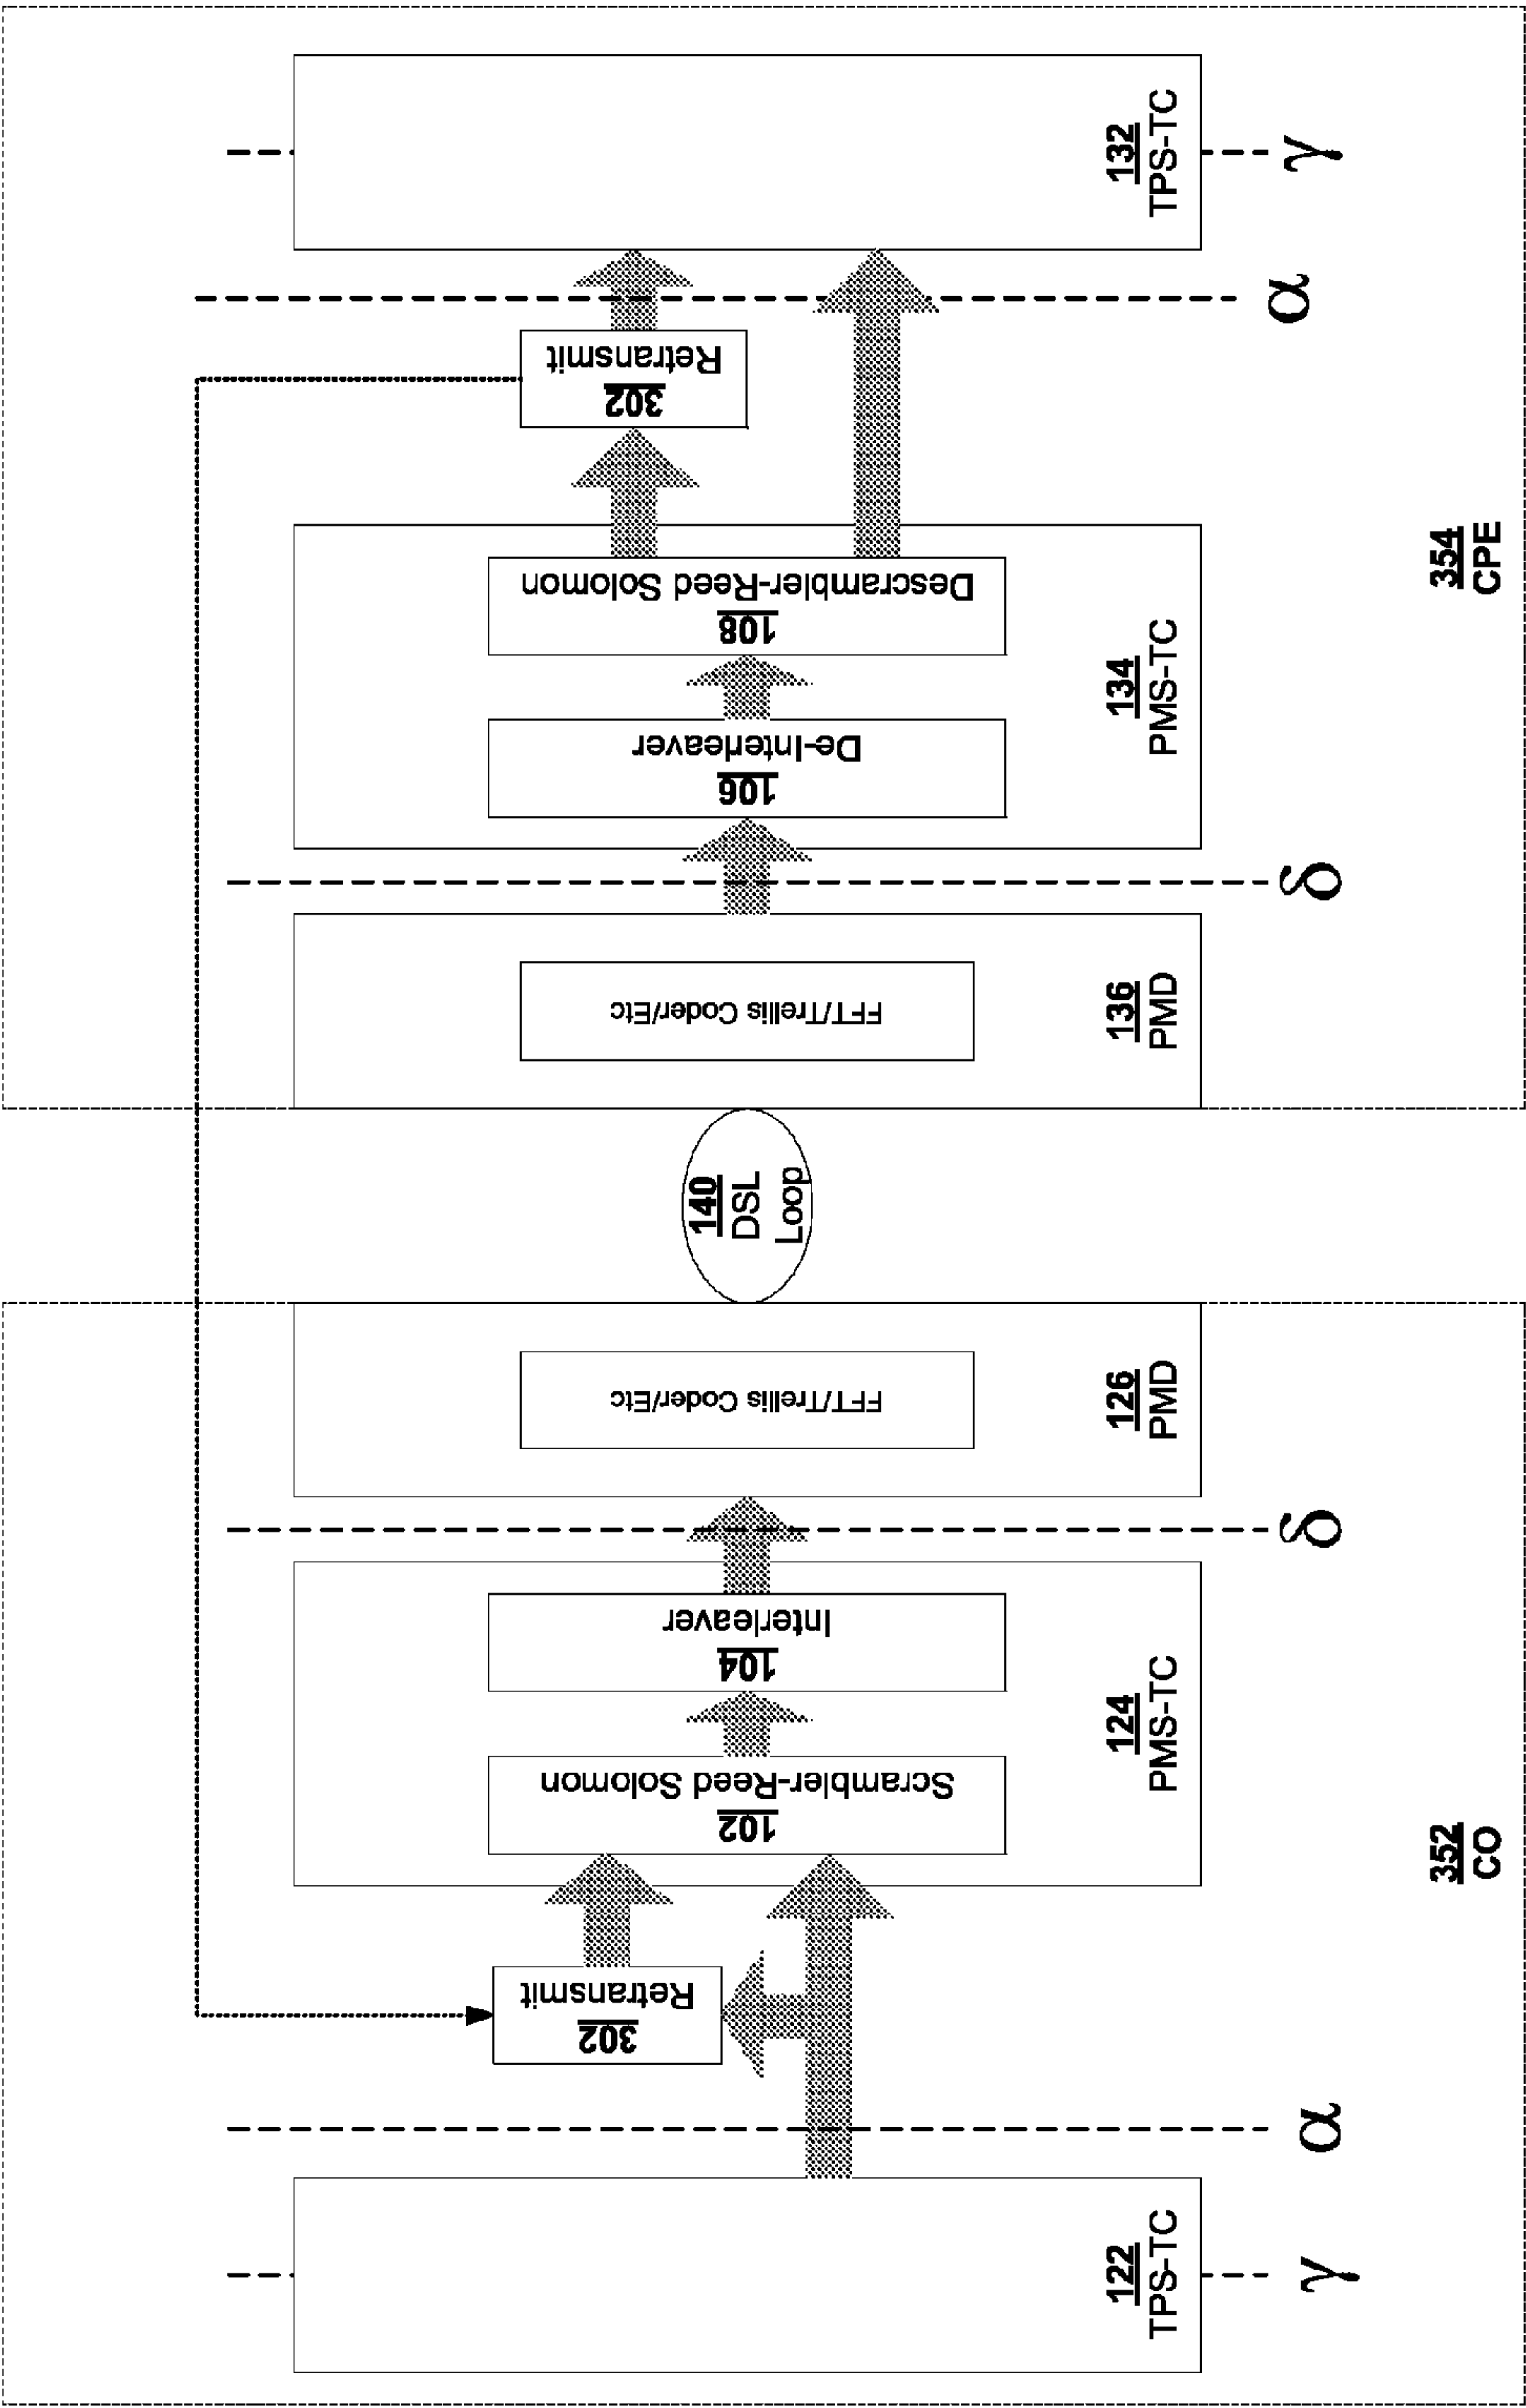 122
TPS-TC
γ
α
302
Retransmit
102
Scrambler-Reed Solomon
104
Interleaver
124
PMS-TC
δ
FFT/Trellis Coder/Etc
126
PMD
352
CO
140
DSL
Loop
FFT/Trellis Coder/Etc
136
PMD
δ
106
De-Interleaver
108
Descrambler-Reed Solomon
134
PMS-TC
302
Retransmit
α
132
TPS-TC
γ
354
CPE